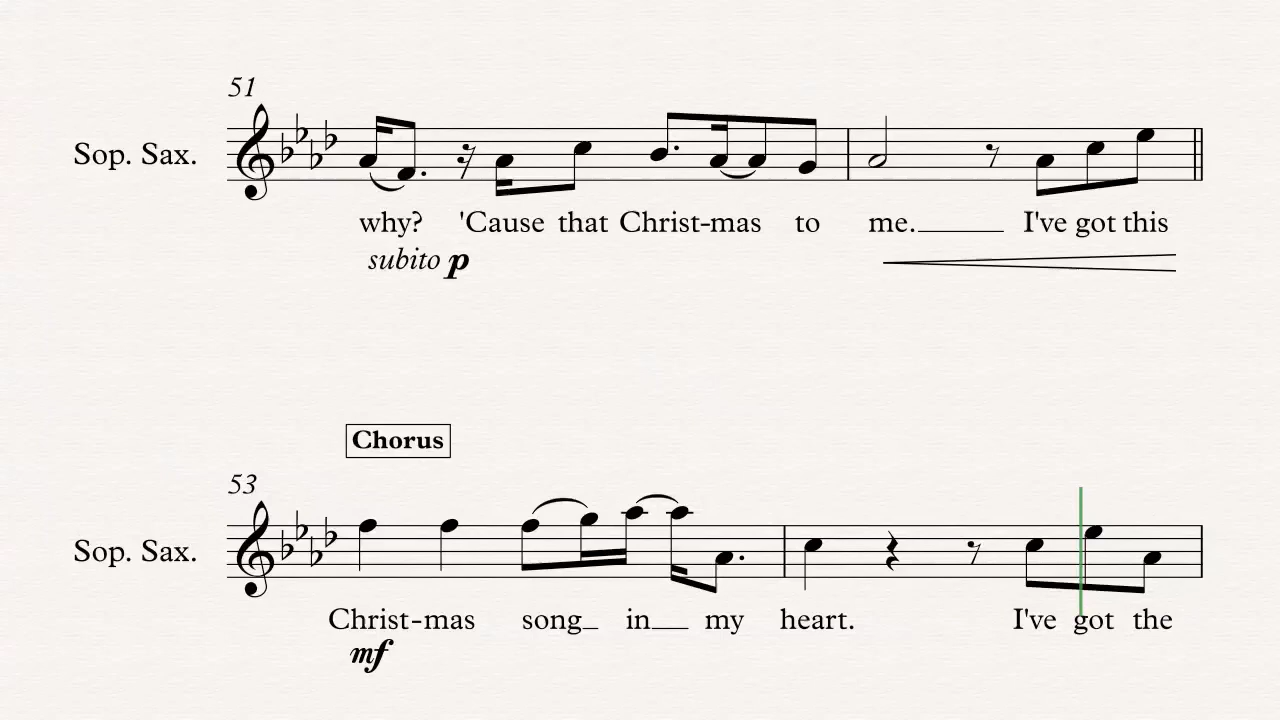 51
Sop. Sax.
why? 'Cause that Christ-mas to me. I've got this
subito p
Chorus
53
Sop. Sax.
Christ-mas song in my heart. I've got the
mf